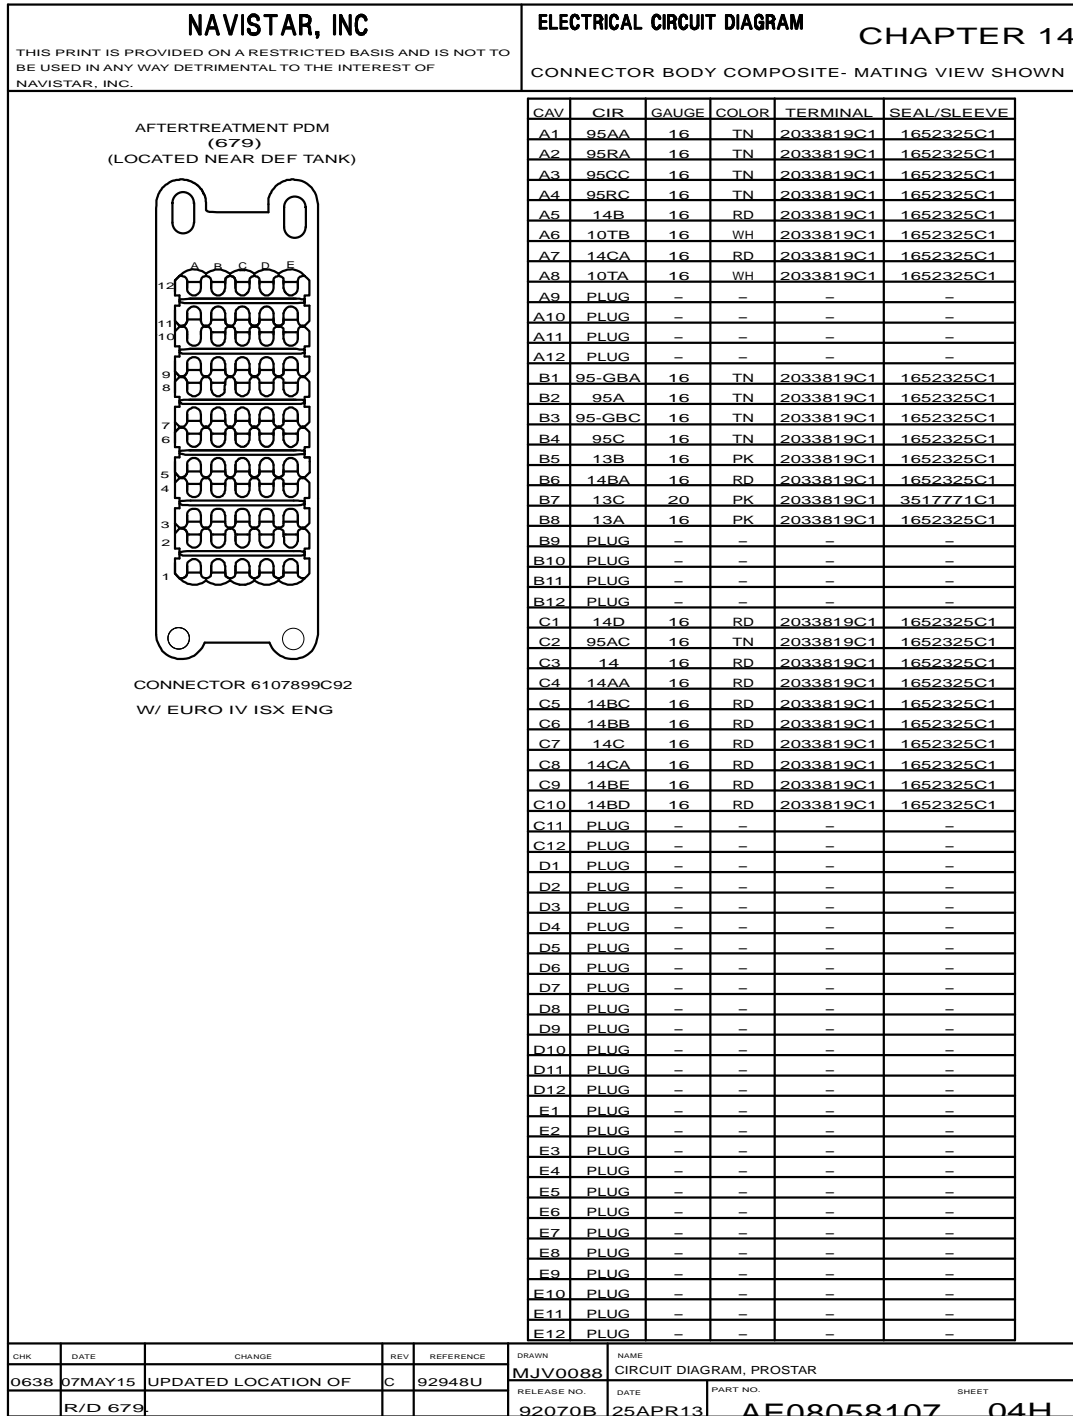 NAVISTAR, INC
THIS PRINT IS PROVIDED ON A RESTRICTED BASIS AND IS NOT TO
BE USED IN ANY WAY DETRIMENTAL TO THE INTEREST OF
NAVISTAR, INC.
ELECTRICAL CIRCUIT DIAGRAM
CHAPTER 14
CONNECTOR BODY COMPOSITE- MATING VIEW SHOWN
AFTERTREATMENT PDM
(679)
(LOCATED NEAR DEF TANK)
A B C D E
12
11
10
9
8
7
6
5
4
3
2
1
CONNECTOR 6107899C92
W/ EURO IV ISX ENG
CAV CIR GAUGE COLOR TERMINAL SEAL/SLEEVE
A1 95AA 16 TN 2033819C1 1652325C1
A2 95RA 16 TN 2033819C1 1652325C1
A3 95CC 16 TN 2033819C1 1652325C1
A4 95RC 16 TN 2033819C1 1652325C1
A5 14B 16 RD 2033819C1 1652325C1
A6 10TB 16 WH 2033819C1 1652325C1
A7 14CA 16 RD 2033819C1 1652325C1
A8 10TA 16 WH 2033819C1 1652325C1
A9 PLUG – – – –
A10 PLUG – – – –
A11 PLUG – – – –
A12 PLUG – – – –
B1 95-GBA 16 TN 2033819C1 1652325C1
B2 95A 16 TN 2033819C1 1652325C1
B3 95-GBC 16 TN 2033819C1 1652325C1
B4 95C 16 TN 2033819C1 1652325C1
B5 13B 16 PK 2033819C1 1652325C1
B6 14BA 16 RD 2033819C1 1652325C1
B7 13C 20 PK 2033819C1 3517771C1
B8 13A 16 PK 2033819C1 1652325C1
B9 PLUG – – – –
B10 PLUG – – – –
B11 PLUG – – – –
B12 PLUG – – – –
C1 14D 16 RD 2033819C1 1652325C1
C2 95AC 16 TN 2033819C1 1652325C1
C3 14 16 RD 2033819C1 1652325C1
C4 14AA 16 RD 2033819C1 1652325C1
C5 14BC 16 RD 2033819C1 1652325C1
C6 14BB 16 RD 2033819C1 1652325C1
C7 14C 16 RD 2033819C1 1652325C1
C8 14CA 16 RD 2033819C1 1652325C1
C9 14BE 16 RD 2033819C1 1652325C1
C10 14BD 16 RD 2033819C1 1652325C1
C11 PLUG – – – –
C12 PLUG – – – –
D1 PLUG – – – –
D2 PLUG – – – –
D3 PLUG – – – –
D4 PLUG – – – –
D5 PLUG – – – –
D6 PLUG – – – –
D7 PLUG – – – –
D8 PLUG – – – –
D9 PLUG – – – –
D10 PLUG – – – –
D11 PLUG – – – –
D12 PLUG – – – –
E1 PLUG – – – –
E2 PLUG – – – –
E3 PLUG – – – –
E4 PLUG – – – –
E5 PLUG – – – –
E6 PLUG – – – –
E7 PLUG – – – –
E8 PLUG – – – –
E9 PLUG – – – –
E10 PLUG – – – –
E11 PLUG – – – –
E12 PLUG – – – –
CHK DATE CHANGE REV REFERENCE
0638 07MAY15 UPDATED LOCATION OF C 92948U
R/D 679.
DRAWN NAME
MJV0088 CIRCUIT DIAGRAM, PROSTAR
RELEASE NO. DATE PART NO. SHEET
92070B 25APR13 AE08058107 04H